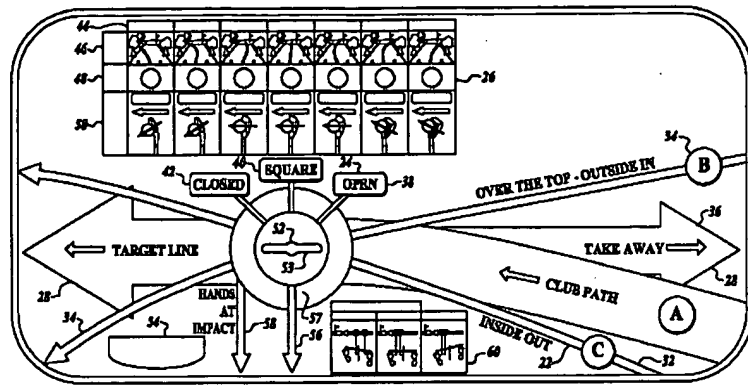 44
46
48
50
26
42
40
24
SQUARE
CLOSED
OPEN
38
34
B
OVER THE TOP - OUTSIDE IN
36
52
53
TARGET LINE
TAKE AWAY
28
28
CLUB PATH
A
HANDS
AT
IMPACT
34
54
58
56
57
60
INSIDE OUT
22
C
32